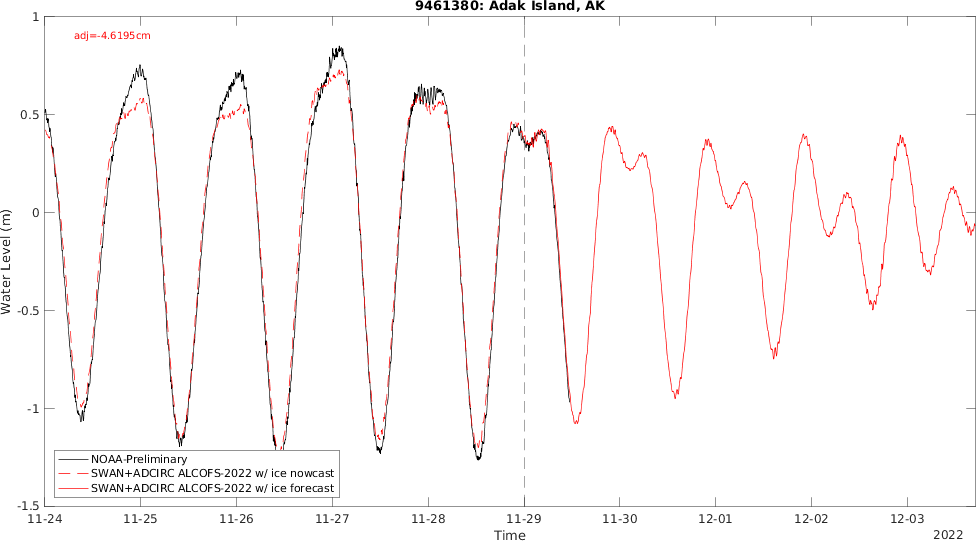 9461380: Adak Island, AK
adj=-4.6195cm
1
0.5
0
-0.5
-1
-1.5
Water Level (m)
NOAA-Preliminary
SWAN+ADCIRC ALCOFS-2022 w/ ice nowcast
SWAN+ADCIRC ALCOFS-2022 w/ ice forecast
11-24 11-25 11-26 11-27 11-28 11-29 11-30 12-01 12-02 12-03
Time
2022